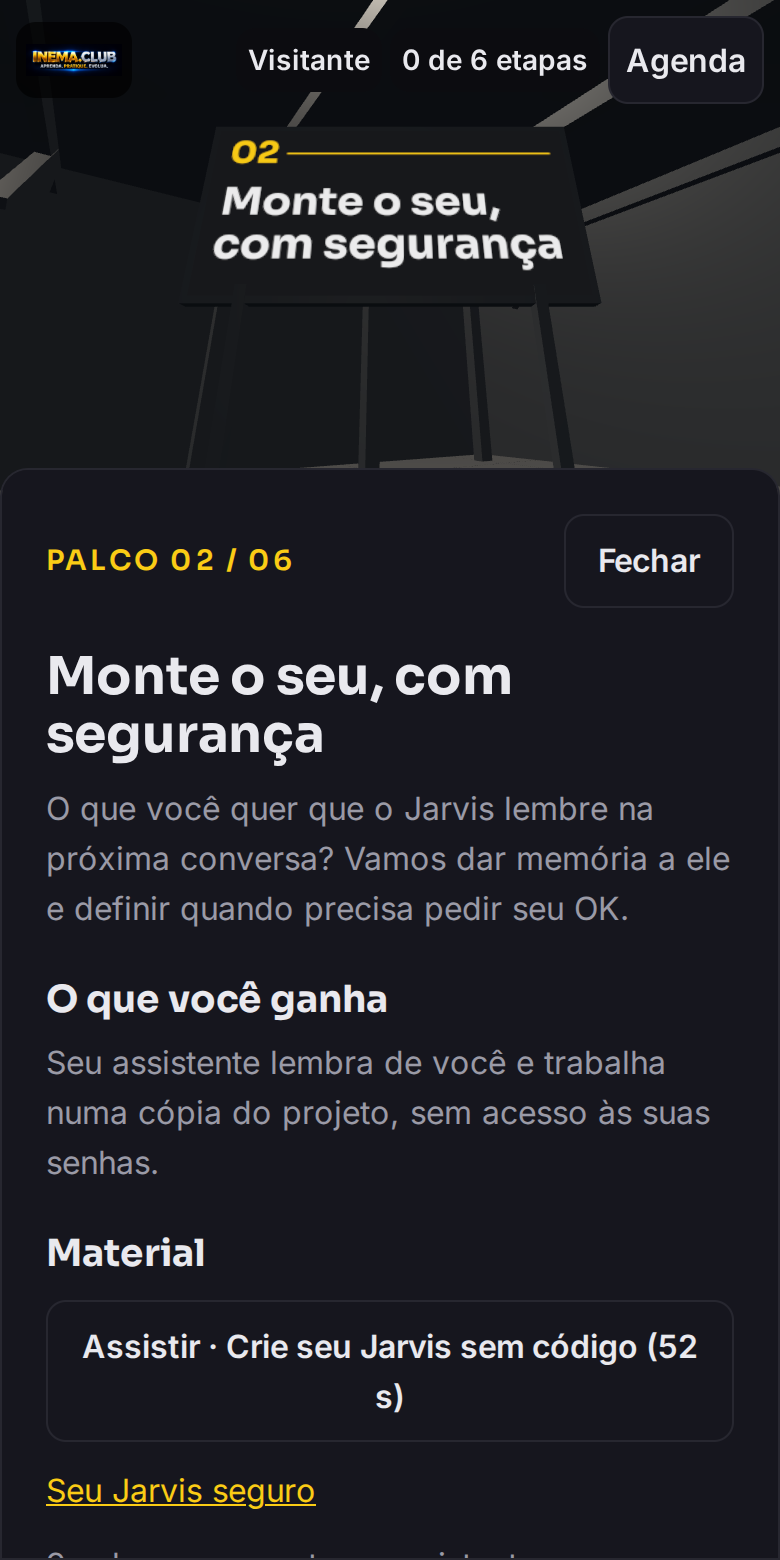 INEMA.CLUB
APRENDA. PRATIQUE. EVOLUA.
Visitante
0 de 6 etapas
Agenda
02
Monte o seu,
com segurança
PALCO 02 / 06
Fechar
Monte o seu, com
segurança
O que você quer que o Jarvis lembre na
próxima conversa? Vamos dar memória a ele
e definir quando precisa pedir seu OK.
O que você ganha
Seu assistente lembra de você e trabalha
numa cópia do projeto, sem acesso às suas
senhas.
Material
Assistir · Crie seu Jarvis sem código (52
s)
Seu Jarvis seguro